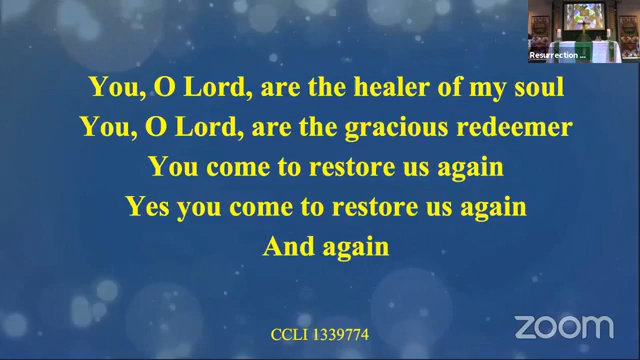 Resurrection ...
You, O Lord, are the healer of my soul
You, O Lord, are the gracious redeemer
You come to restore us again
Yes you come to restore us again
And again
CCLI 1339774
zoom